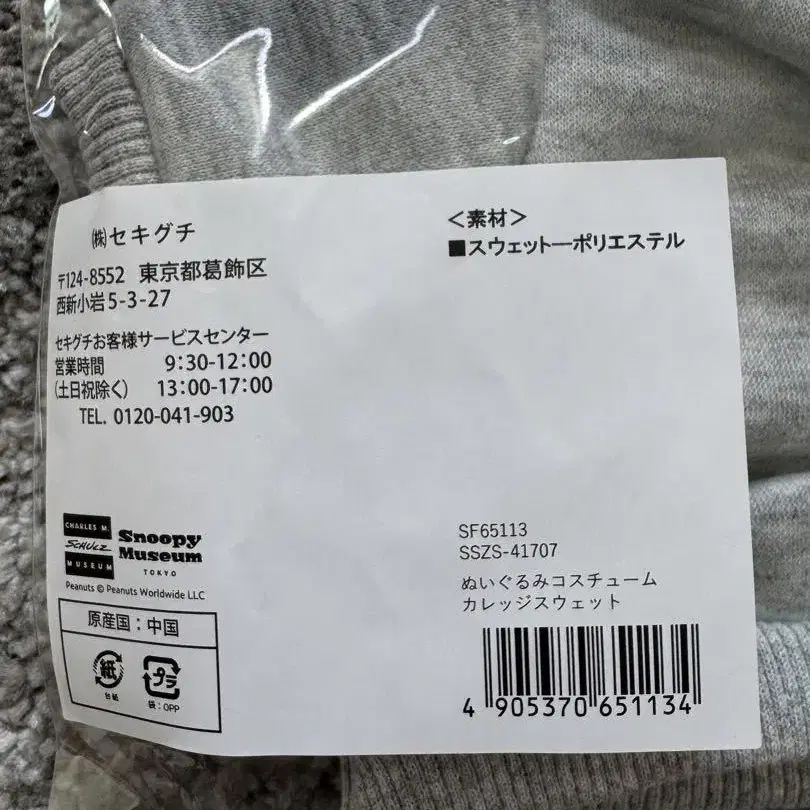 ㈱セキグチ
〒124-8552 東京都葛飾区
西新小岩5-3-27
セキグチお客様サービスセンター
営業時間 9:30-12:00
(土日祝除く) 13:00-17:00
TEL. 0120-041-903
<素材>
■スウェットーポリエステル
CHARLES M.
SCHULZ
MUSEUM
Snoopy
Museum
TOKYO
Peanuts © Peanuts Worldwide LLC
原産国：中国
紙
台紙
プラ
袋：OPP
SF65113
SSZS-41707
ぬいぐるみコスチューム
カレッジスウェット
4 905370 651134